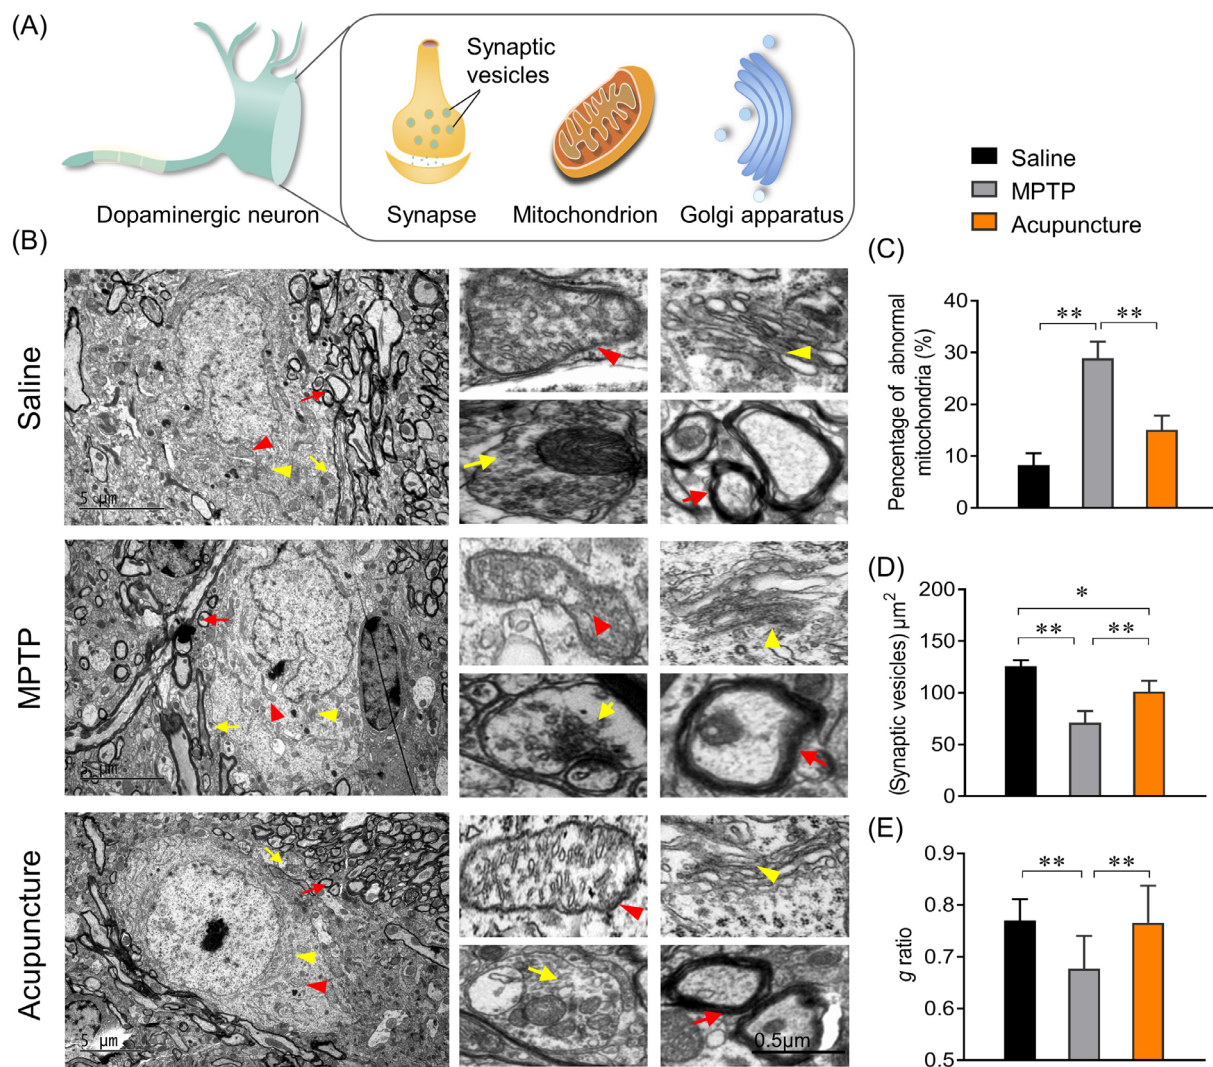 (A)
Synaptic
vesicles
Dopaminergic neuron
Synapse
Mitochondrion
Golgi apparatus
Saline
MPTP
Acupuncture
(B)
Saline
5 μm
MPTP
5 μm
Acupuncture
5 μm
0.5μm
(C)
Pencentage of abnormal
mitochondria (%)
40
30
20
10
0
** **
(D)
(Synaptic vesicles) μm²
200
150
100
50
0
*
** **
(E)
g ratio
0.9
0.8
0.7
0.6
0.5
** **